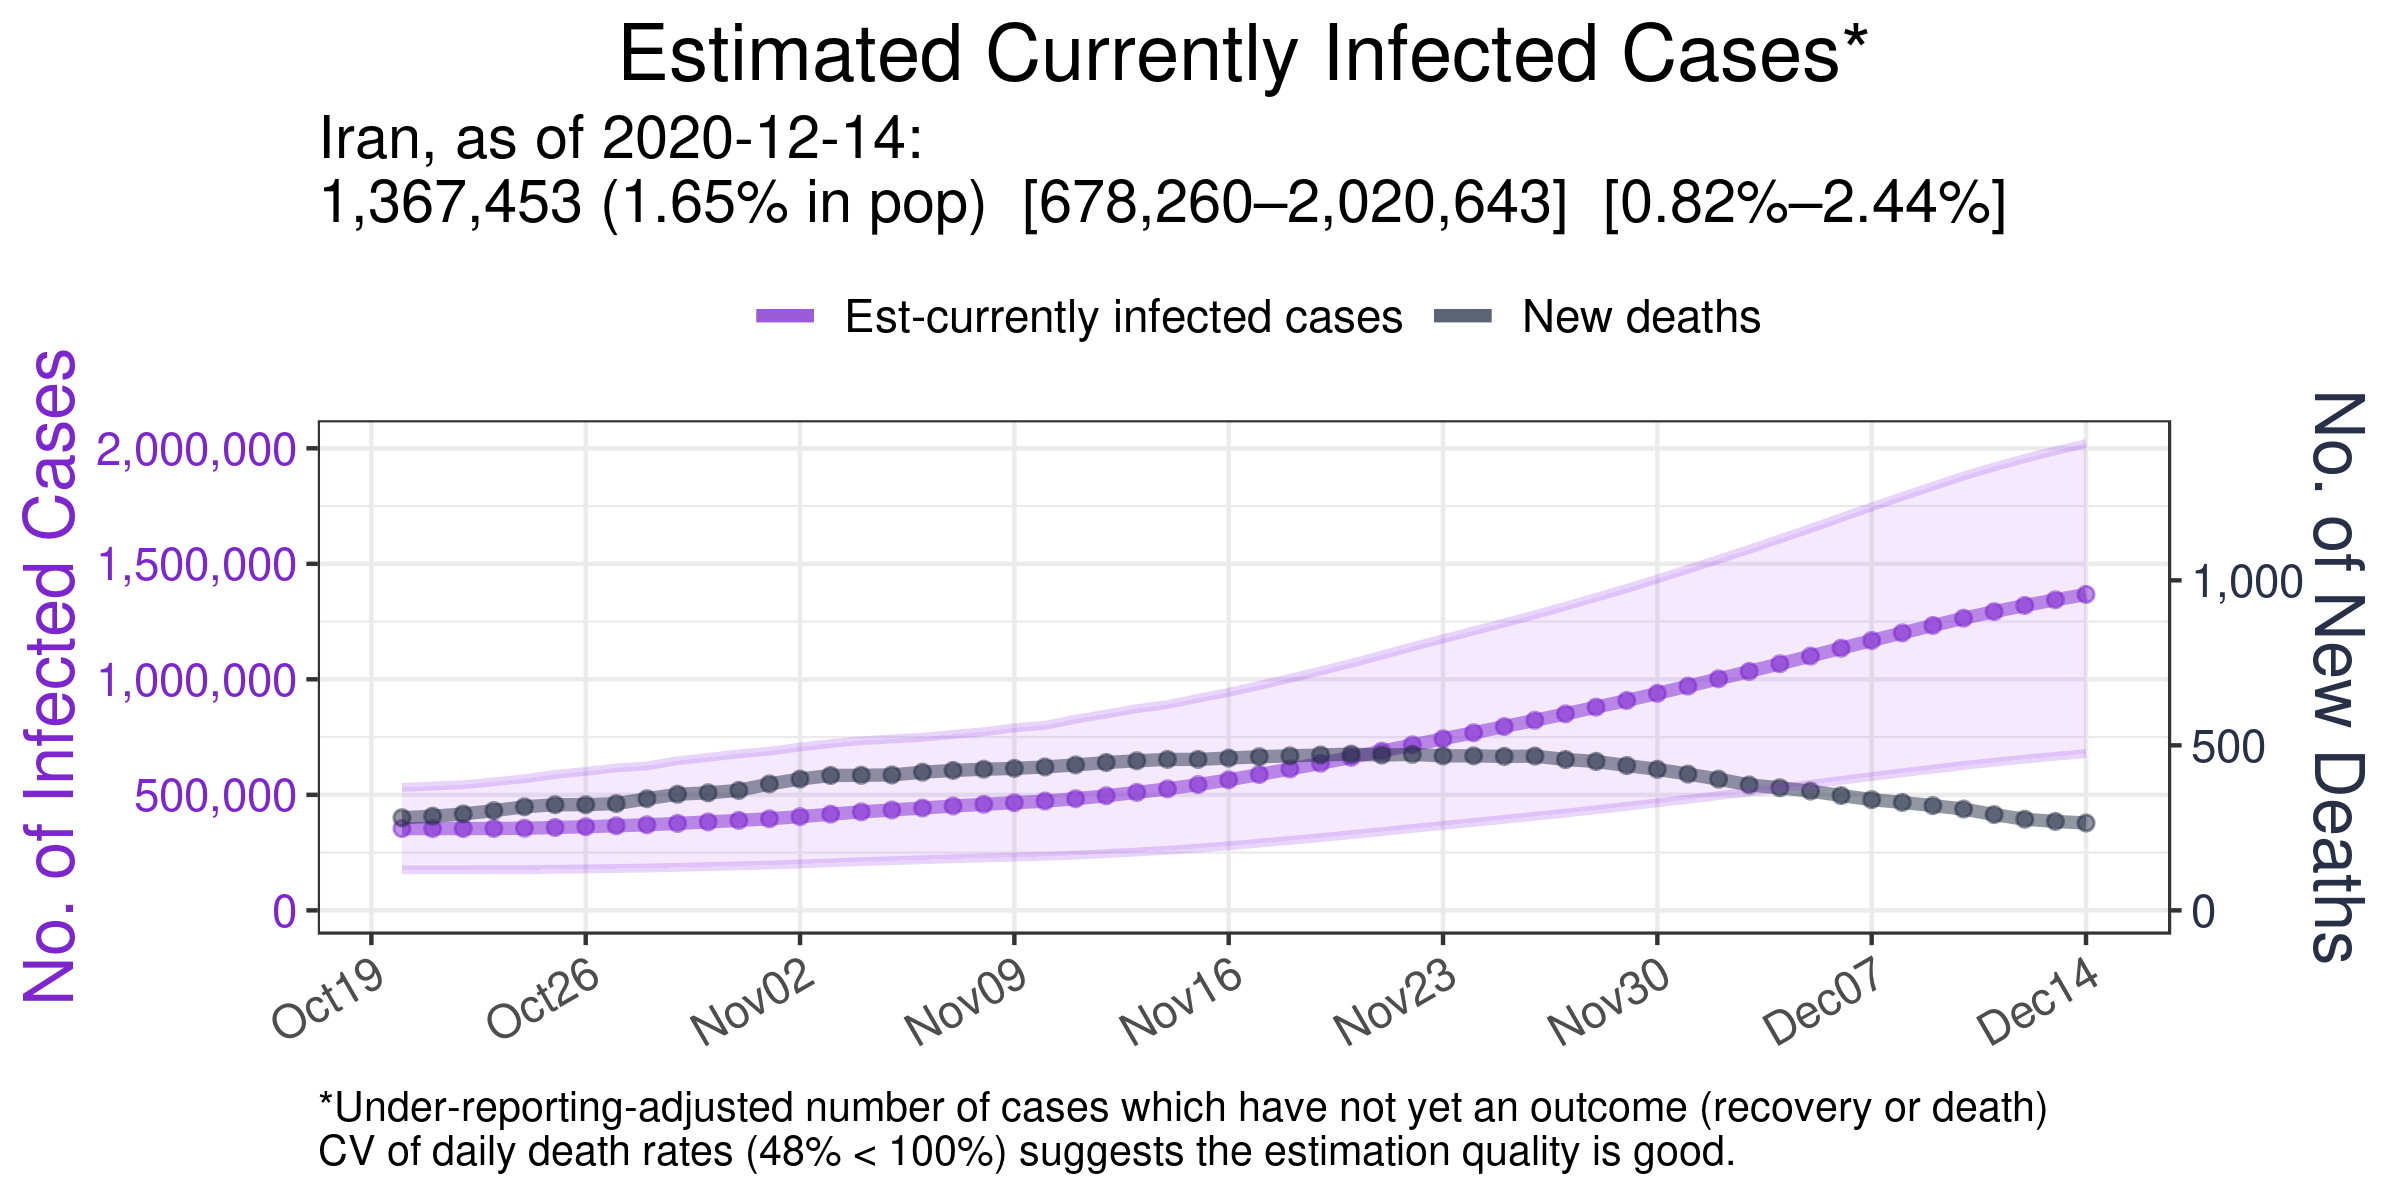 Estimated Currently Infected Cases*
Iran, as of 2020-12-14:
1,367,453 (1.65% in pop) [678,260–2,020,643] [0.82%–2.44%]
Est-currently infected cases New deaths
No. of Infected Cases
2,000,000
1,500,000
1,000,000
500,000
0
1,000
500
0
No. of New Deaths
Oct19 Oct26 Nov02 Nov09 Nov16 Nov23 Nov30 Dec07 Dec14
*Under-reporting-adjusted number of cases which have not yet an outcome (recovery or death)
CV of daily death rates (48% < 100%) suggests the estimation quality is good.